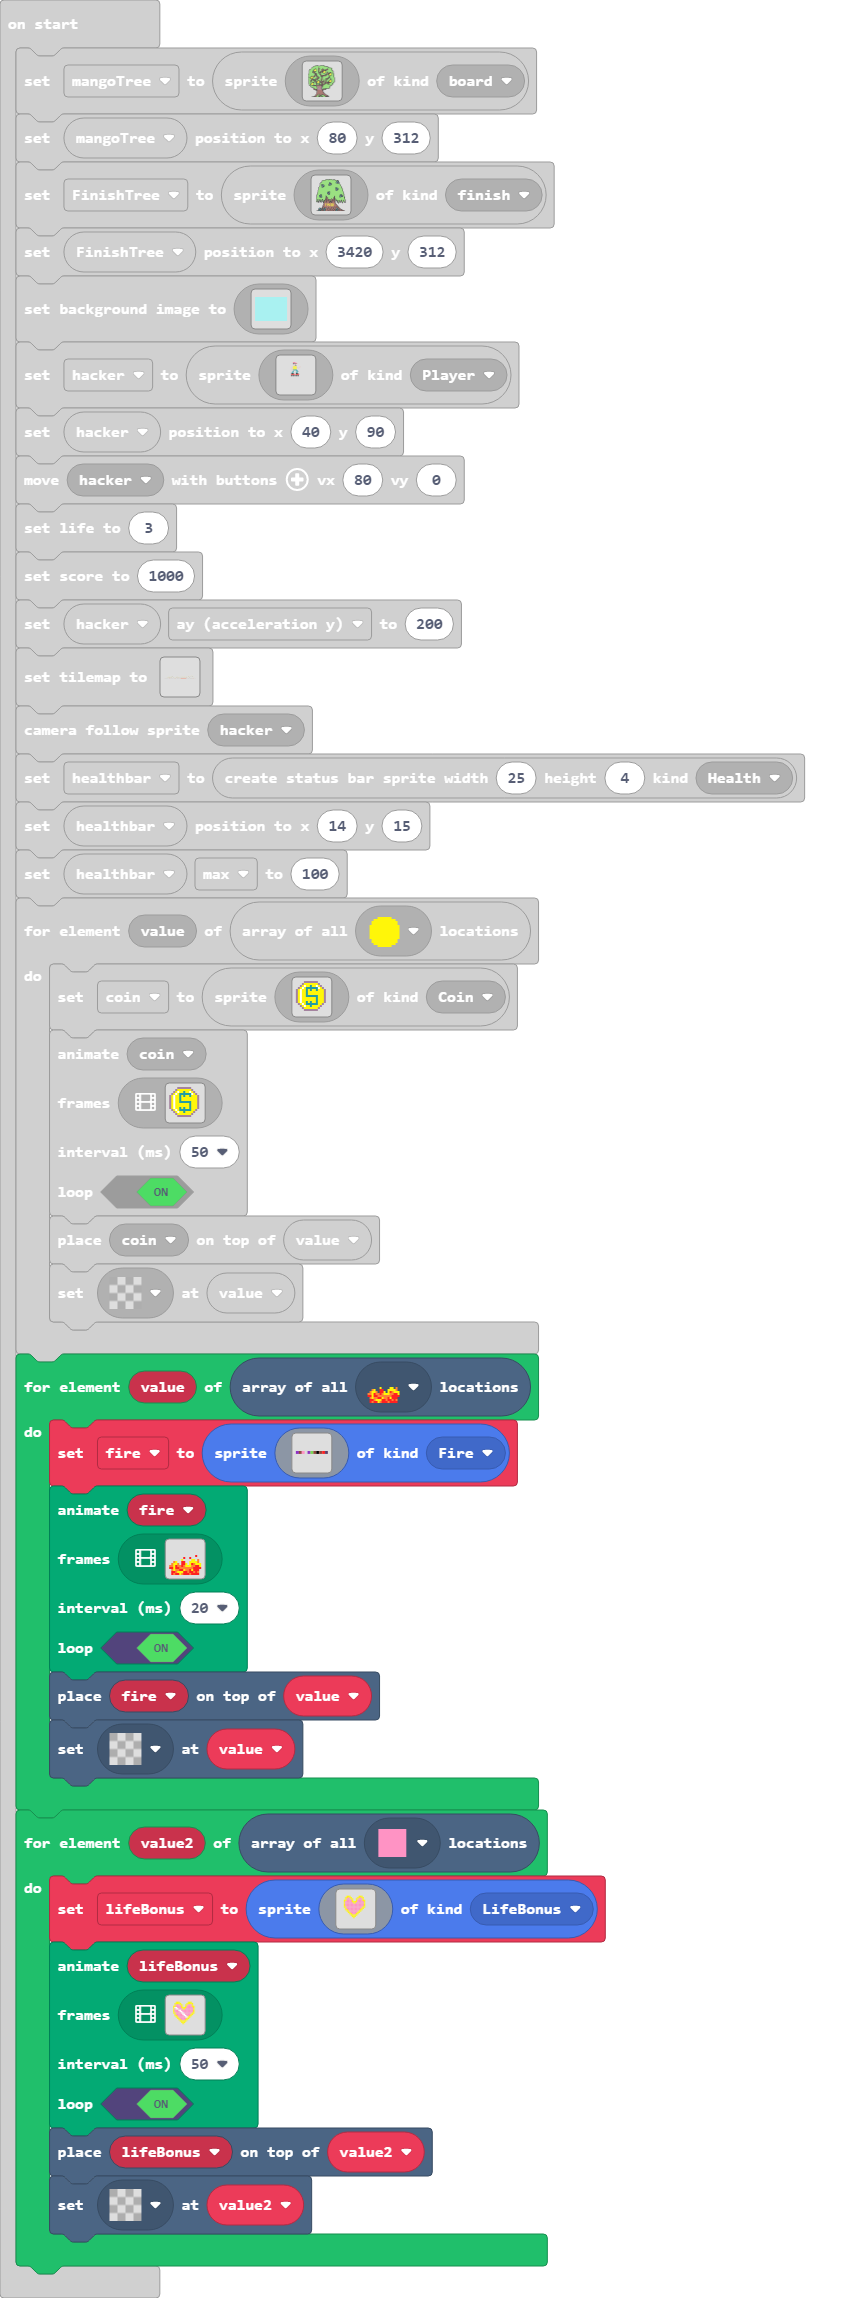 on start
set mangoTree to sprite of kind board
set mangoTree position to x 80 y 312
set FinishTree to sprite of kind finish
set FinishTree position to x 3420 y 312
set background image to
set hacker to sprite of kind Player
set hacker position to x 40 y 90
move hacker with buttons vx 80 vy 0
set life to 3
set score to 1000
set hacker ay (acceleration y) to 200
set tilemap to
camera follow sprite hacker
set healthbar to create status bar sprite width 25 height 4 kind Health
set healthbar position to x 14 y 15
set healthbar max to 100
for element value of array of all locations
do
set coin to sprite of kind Coin
animate coin
frames
interval (ms) 50
loop ON
place coin on top of value
set at value
for element value of array of all locations
do
set fire to sprite of kind Fire
animate fire
frames
interval (ms) 20
loop ON
place fire on top of value
set at value
for element value2 of array of all locations
do
set lifeBonus to sprite of kind LifeBonus
animate lifeBonus
frames
interval (ms) 50
loop ON
place lifeBonus on top of value2
set at value2